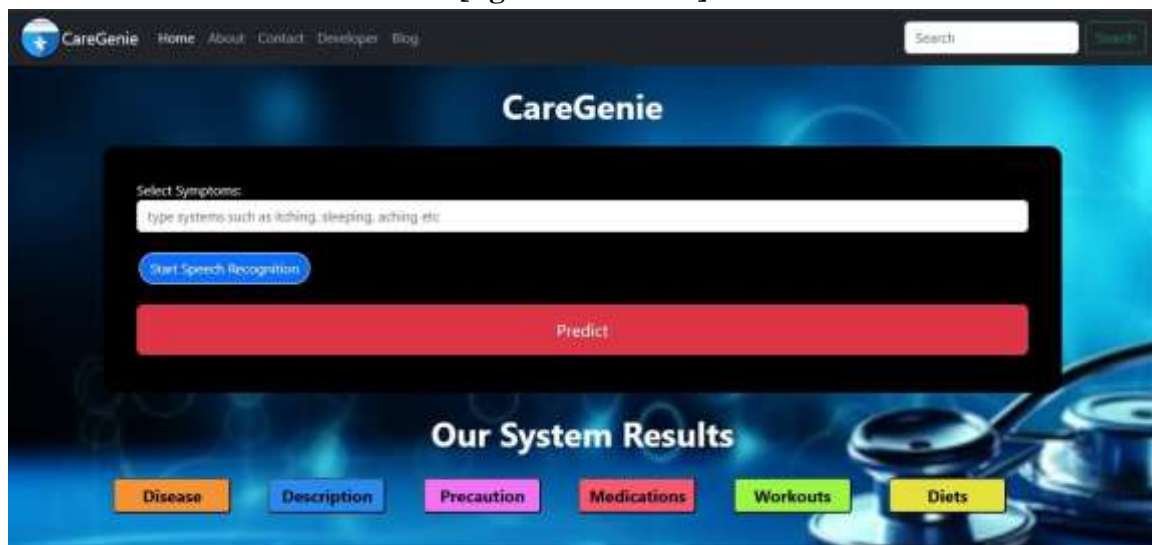 CareGenie Home About Contact Developer Blog Search Search
CareGenie
Select Symptoms:
type systems such as itching, sleeping, aching etc
Start Speech Recognition
Predict
Our System Results
Disease Description Precaution Medications Workouts Diets